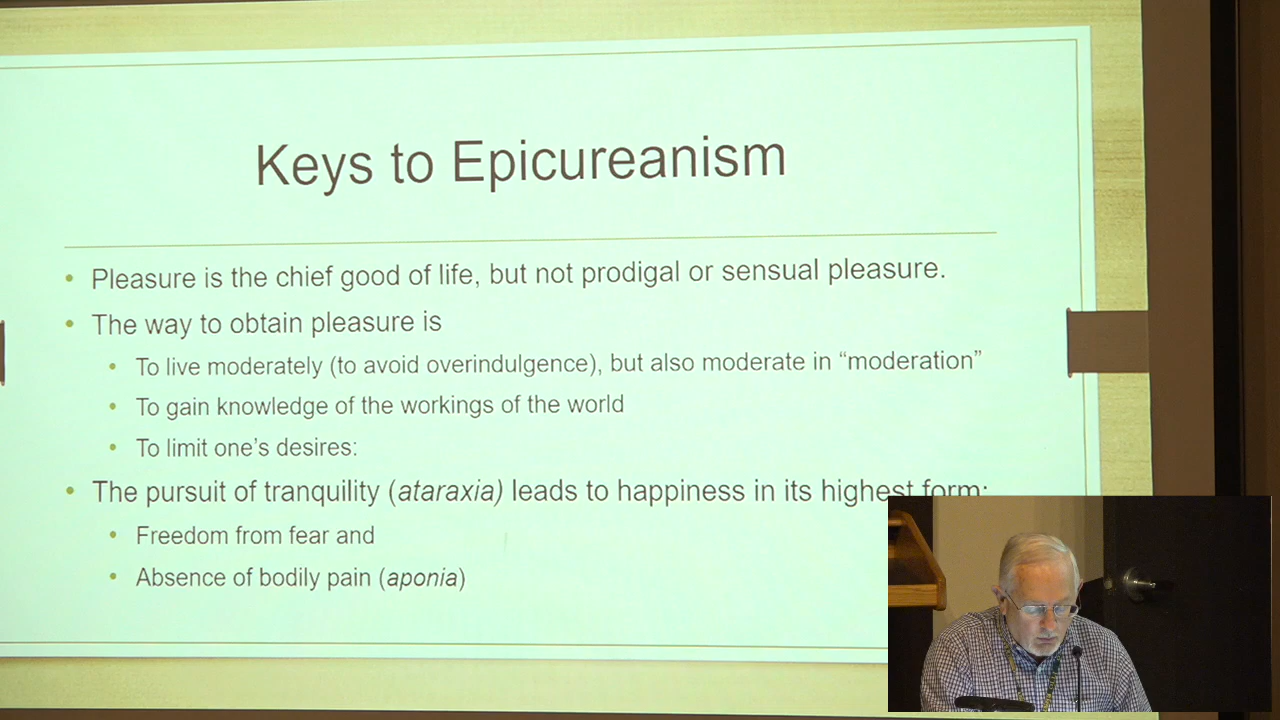 Keys to Epicureanism
• Pleasure is the chief good of life, but not prodigal or sensual pleasure.
• The way to obtain pleasure is
• To live moderately (to avoid overindulgence), but also moderate in “moderation”
• To gain knowledge of the workings of the world
• To limit one’s desires:
• The pursuit of tranquility (ataraxia) leads to happiness in its highest form:
• Freedom from fear and
• Absence of bodily pain (aponia)